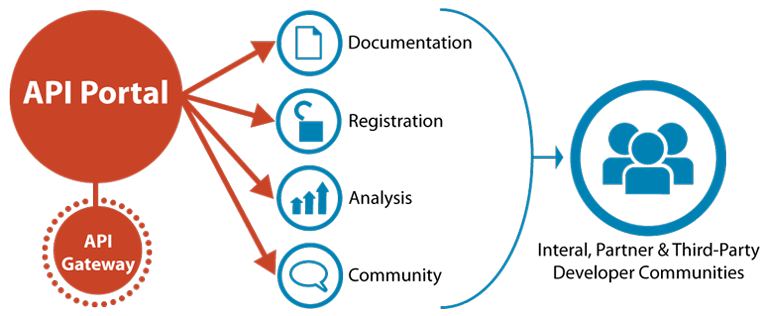 API Portal
API
Gateway
Documentation
Registration
Analysis
Community
Interal, Partner & Third-Party
Developer Communities